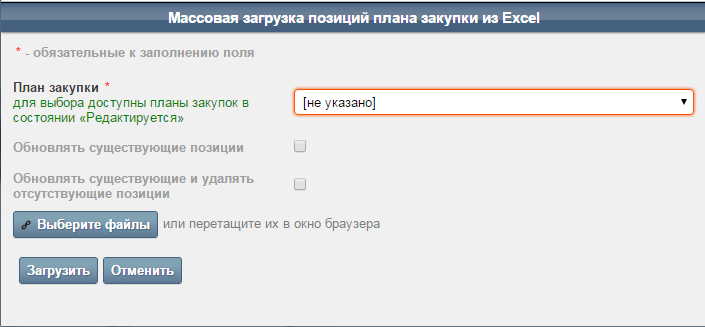 Массовая загрузка позиций плана закупки из Excel
* - обязательные к заполнению поля
План закупки *
для выбора доступны планы закупок в
состоянии «Редактируется»
[не указано]
Обновлять существующие позиции
Обновлять существующие и удалять
отсутствующие позиции
Выберите файлы или перетащите их в окно браузера
Загрузить Отменить